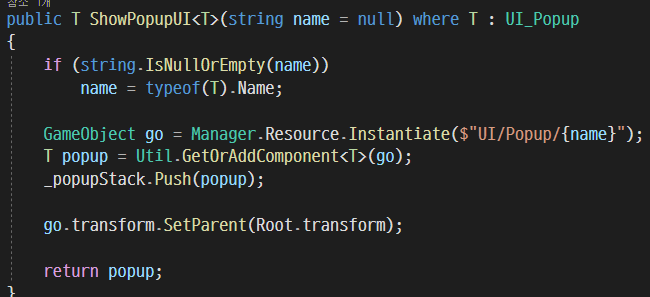 참조 1개
public T ShowPopupUI<T>(string name = null) where T : UI_Popup
{
    if (string.IsNullOrEmpty(name))
        name = typeof(T).Name;

    GameObject go = Manager.Resource.Instantiate($"UI/Popup/{name}");
    T popup = Util.GetOrAddComponent<T>(go);
    _popupStack.Push(popup);

    go.transform.SetParent(Root.transform);

    return popup;
}